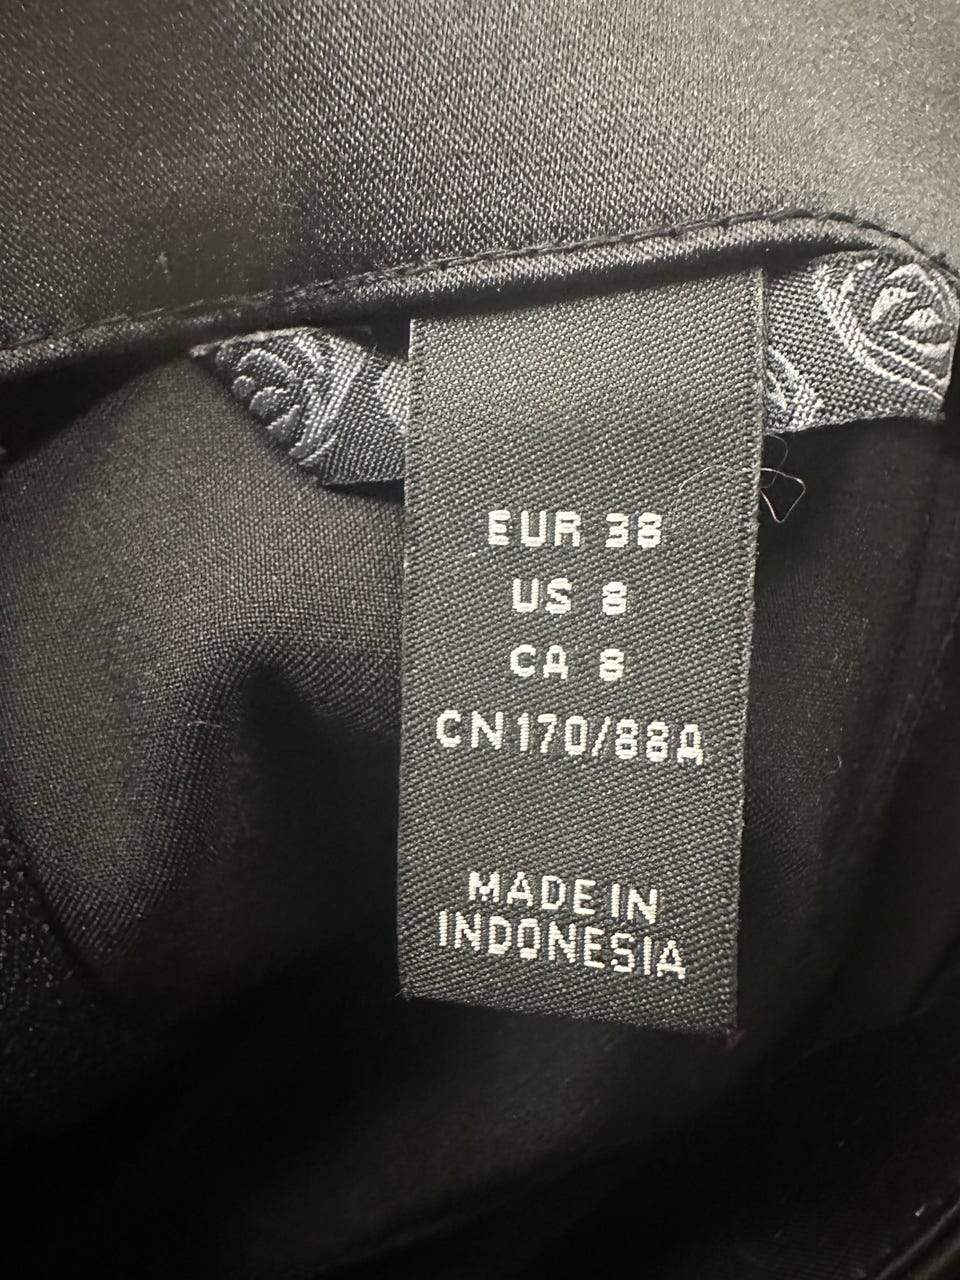 EUR 38
US 8
CA 8
CN170/88A
MADE IN
INDONESIA